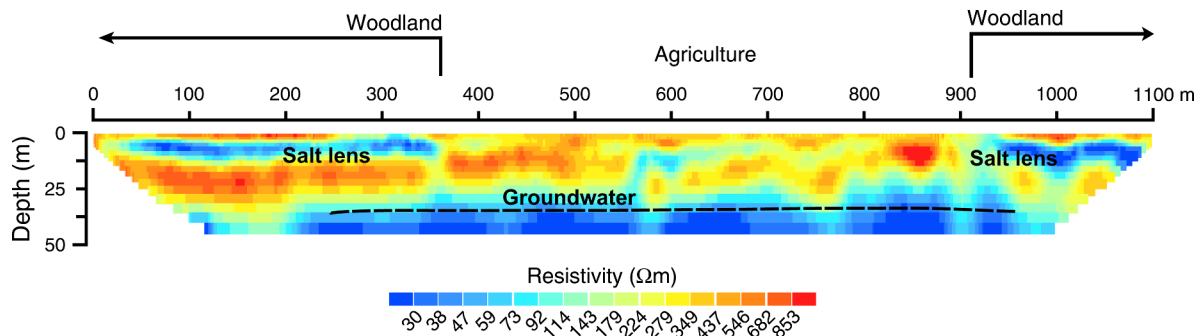 Woodland
Woodland
Agriculture
0 100 200 300 400 500 600 700 800 900 1000 1100 m
0
Salt lens
Salt lens
25
Groundwater
50
Depth (m)
Resistivity (Ωm)
30 38 47 59 73 92 114 143 179 224 279 349 437 546 682 853